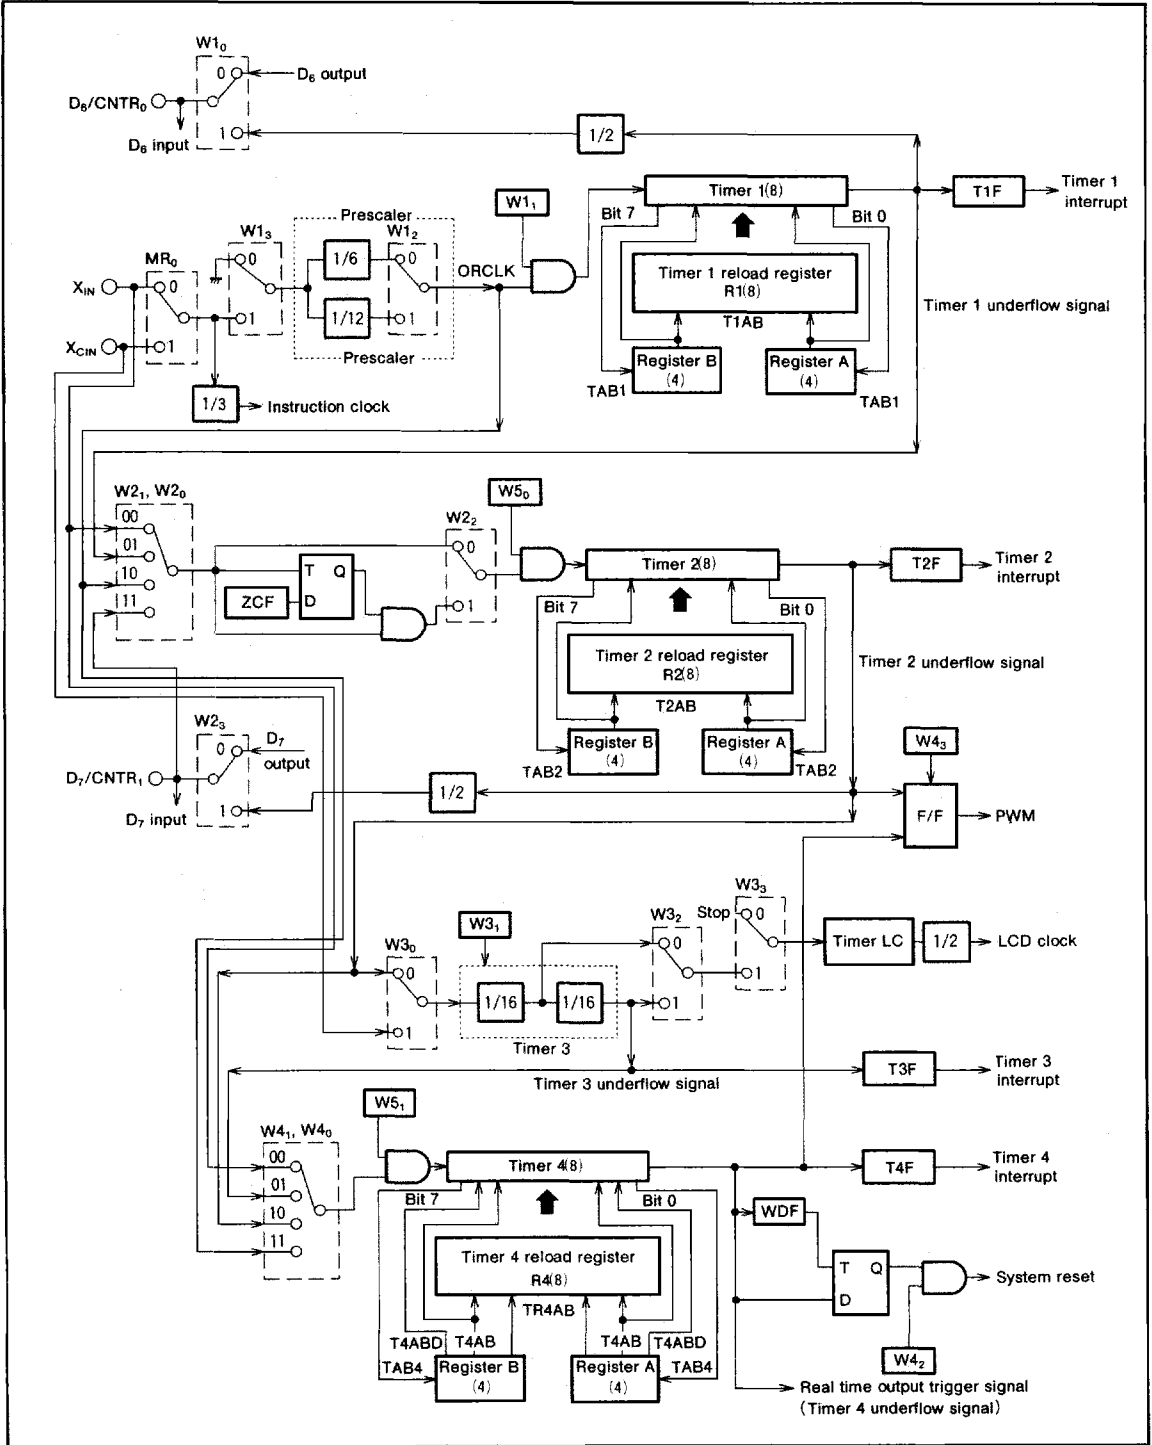 W1₀
0
D₆ output
D₆/CNTR₀
D₆ input
1
1/2
Timer 1(8)
T1F
Timer 1
interrupt
W1₁
Bit 7
Bit 0
Prescaler
W1₃
W1₂
MR₀
0
1/6
0
ORCLK
Timer 1 reload register
R1(8)
X_IN
0
1
1/12
1
T1AB
Timer 1 underflow signal
X_CIN
1
Prescaler
Register B
(4)
Register A
(4)
TAB1
TAB1
1/3
Instruction clock
W2₁, W2₀
W5₀
00
W2₂
01
0
Timer 2(8)
T2F
Timer 2
interrupt
10
T
Q
11
ZCF
D
1
Bit 7
Bit 0
Timer 2 reload register
R2(8)
Timer 2 underflow signal
T2AB
W2₃
0
D₇
output
Register B
(4)
Register A
(4)
W4₃
TAB2
TAB2
D₇/CNTR₁
1
D₇ input
1/2
F/F
PWM
W3₃
Stop
0
W3₁
W3₂
W3₀
0
Timer LC
1/2
LCD clock
0
1
1/16
1/16
1
1
Timer 3
T3F
Timer 3
interrupt
Timer 3 underflow signal
W5₁
W4₁, W4₀
00
Timer 4(8)
T4F
Timer 4
interrupt
01
Bit 7
Bit 0
10
WDF
11
Timer 4 reload register
R4(8)
T
Q
System reset
D
TR4AB
T4ABD
T4AB
T4AB
T4ABD
TAB4
Register B
(4)
Register A
(4)
TAB4
W4₂
Real time output trigger signal
(Timer 4 underflow signal)